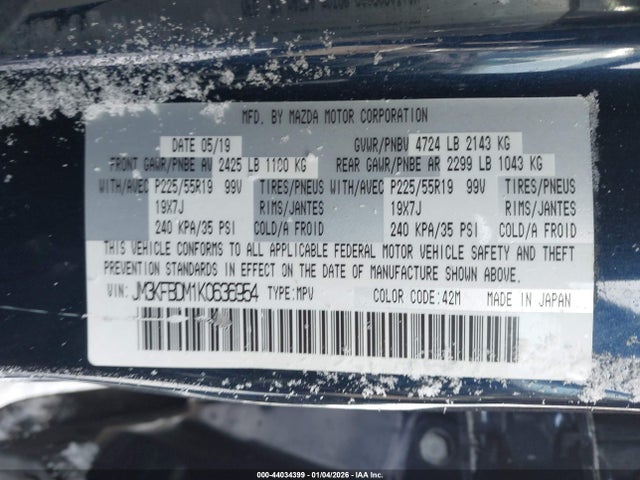 MFD. BY MAZDA MOTOR CORPORATION
DATE 05/19 GVWR/PNBV 4724 LB 2143 KG
FRONT GAWR/PNBE AV 2425 LB 1100 KG REAR GAWR/PNBE AR 2299 LB 1043 KG
WITH/AVEC P225/55R19 99V TIRES/PNEUS WITH/AVEC P225/55R19 99V TIRES/PNEUS
19X7J RIMS/JANTES 19X7J RIMS/JANTES
240 KPA/35 PSI COLD/A FROID 240 KPA/35 PSI COLD/A FROID
THIS VEHICLE CONFORMS TO ALL APPLICABLE FEDERAL MOTOR VEHICLE SAFETY AND THEFT
PREVENTION STANDARDS IN EFFECT ON THE DATE OF MANUFACTURE SHOWN ABOVE.
VIN: JM3KFBDM1K0636954 TYPE:MPV COLOR CODE:42M MADE IN JAPAN
000-44034399 | 01/04/2026 - IAA Inc.